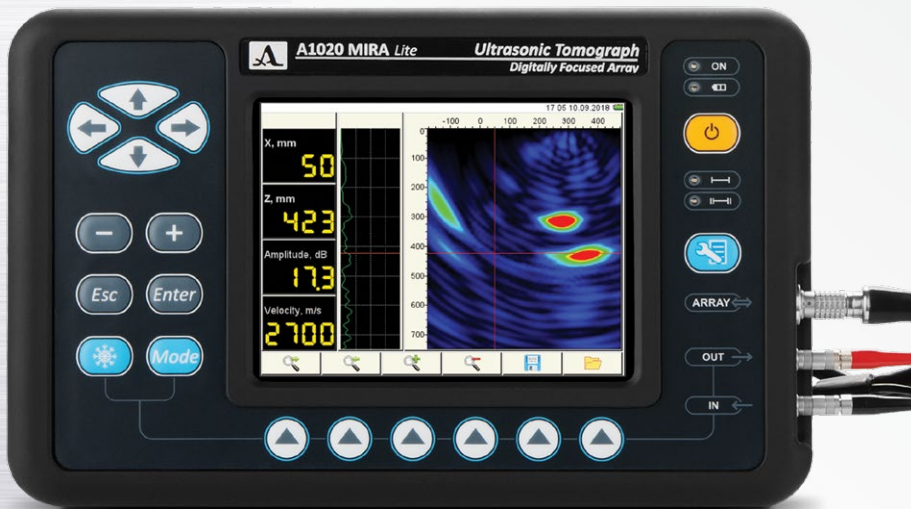 A1020 MIRA Lite
Ultrasonic Tomograph
Digitally Focused Array
ON
17 05 10.09.2018
X, mm
50
Z, mm
423
Amplitude, dB
17,3
Velocity, m/s
2700
-100 0 100 200 300 400
0
100
200
300
400
500
600
700
Esc
Enter
Mode
ARRAY
OUT
IN